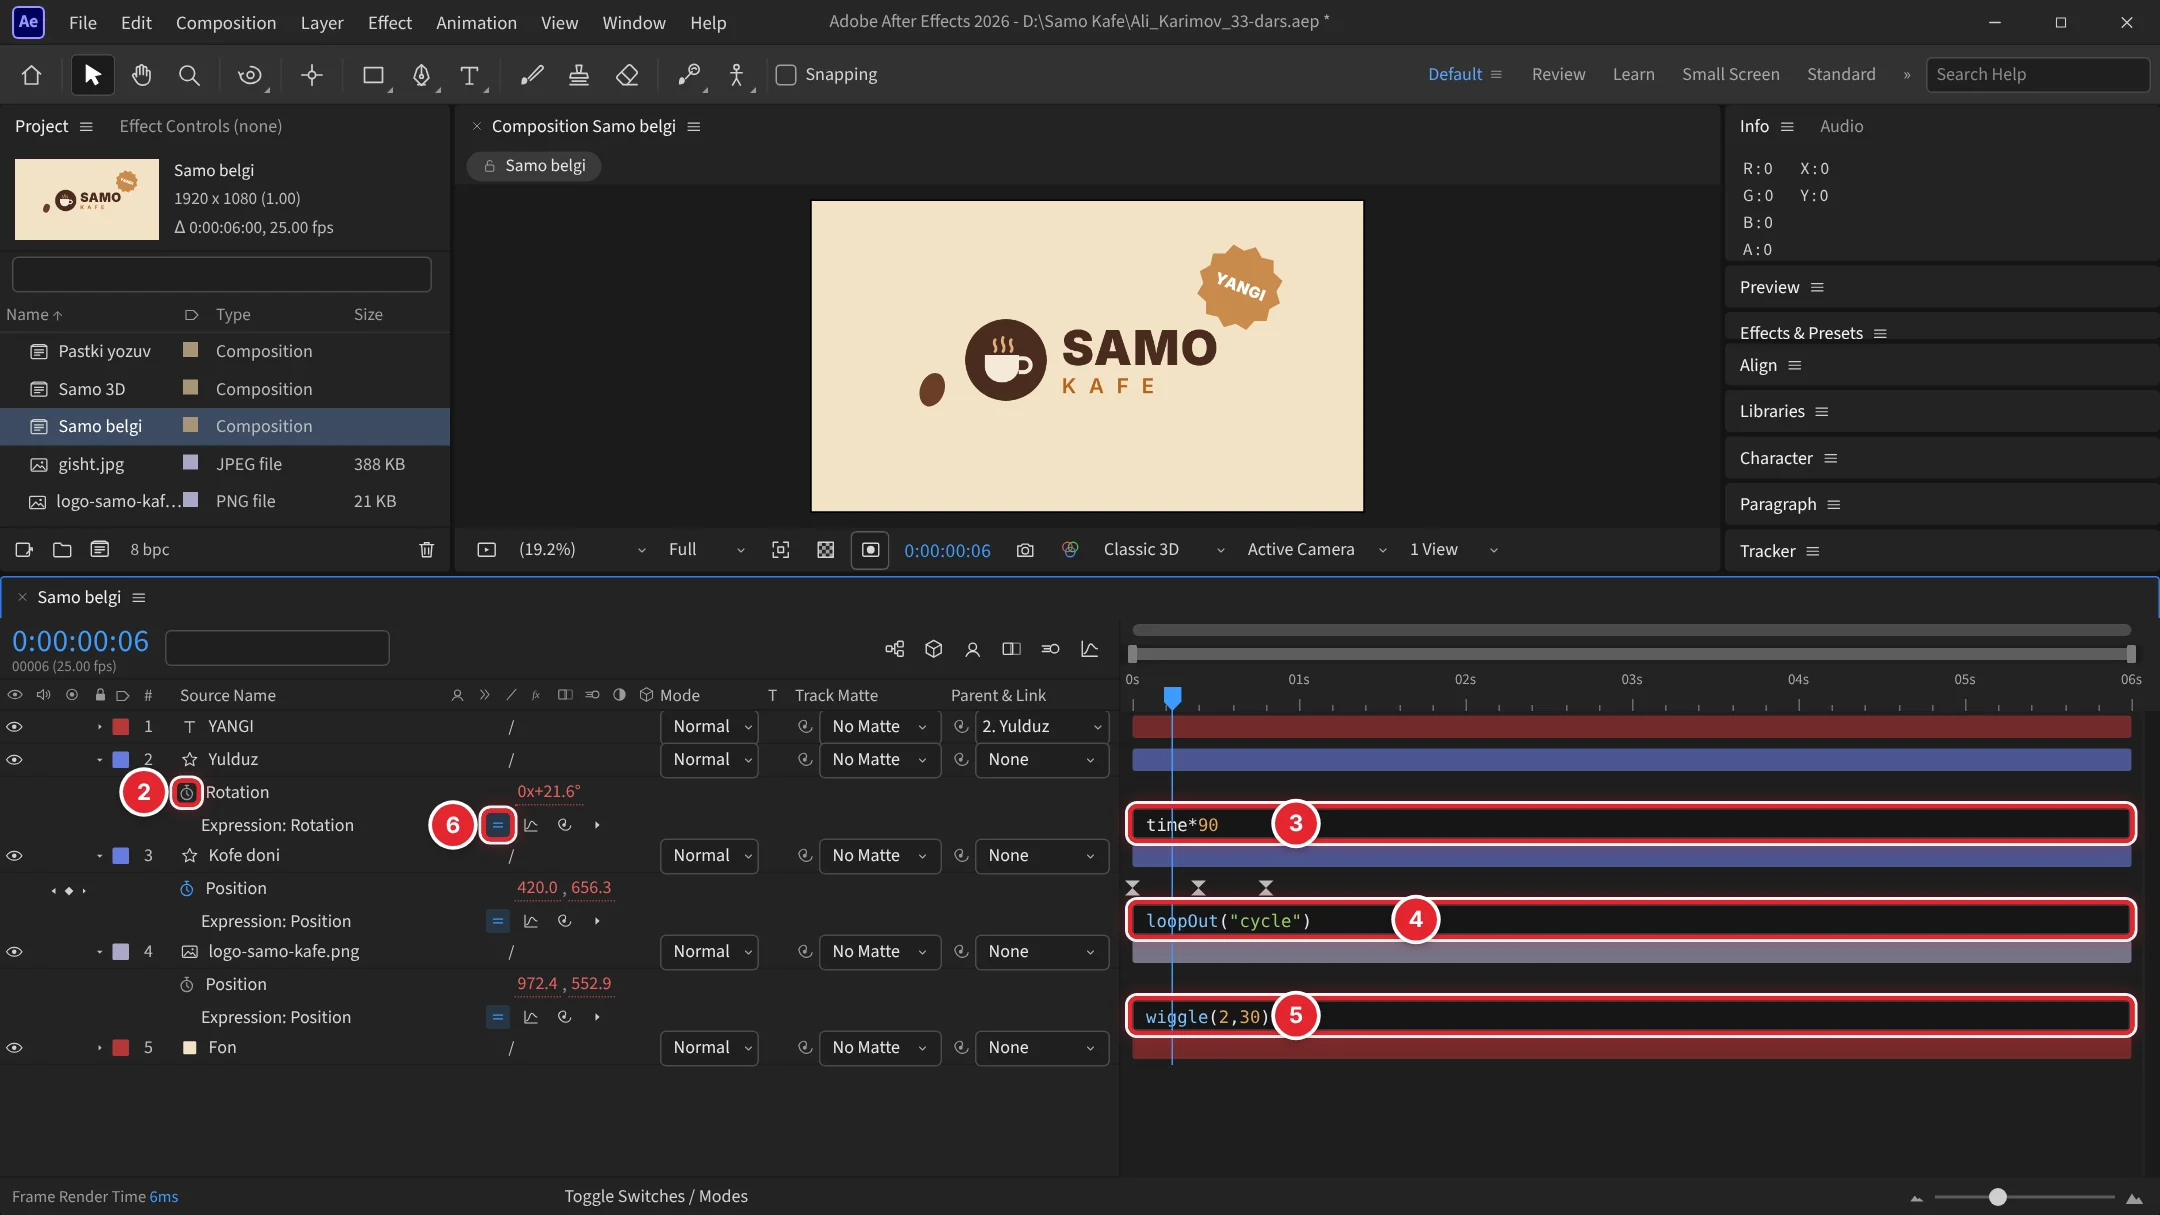 Ae File Edit Composition Layer Effect Animation View Window Help Adobe After Effects 2026 - D:\Samo Kafe\Ali_Karimov_33-dars.aep *
Snapping Default Review Learn Small Screen Standard » Search Help
Project Effect Controls (none)
Samo belgi
1920 x 1080 (1.00)
Δ 0:00:06:00, 25.00 fps
YANGI
SAMO
KAFE
Name Type Size
Pastki yozuv Composition
Samo 3D Composition
Samo belgi Composition
gisht.jpg JPEG file 388 KB
logo-samo-kaf... PNG file 21 KB
8 bpc
Composition Samo belgi
Samo belgi
YANGI
SAMO
KAFE
(19.2%) Full 0:00:00:06 Classic 3D Active Camera 1 View
Info Audio
R: 0 X: 0
G: 0 Y: 0
B: 0
A: 0
Preview
Effects & Presets
Align
Libraries
Character
Paragraph
Tracker
Samo belgi
0:00:00:06
00006 (25.00 fps)
# Source Name fx Mode T Track Matte Parent & Link
0s 01s 02s 03s 04s 05s 06s
1 T YANGI / Normal No Matte 2. Yulduz
2 Yulduz / Normal No Matte None
2 Rotation 0x+21.6°
Expression: Rotation 6 = time*90 3
3 Kofe doni / Normal No Matte None
Position 420.0 , 656.3
Expression: Position = loopOut("cycle") 4
4 logo-samo-kafe.png / Normal No Matte None
Position 972.4 , 552.9
Expression: Position = wiggle(2,30) 5
5 Fon / Normal No Matte None
Frame Render Time 6ms Toggle Switches / Modes